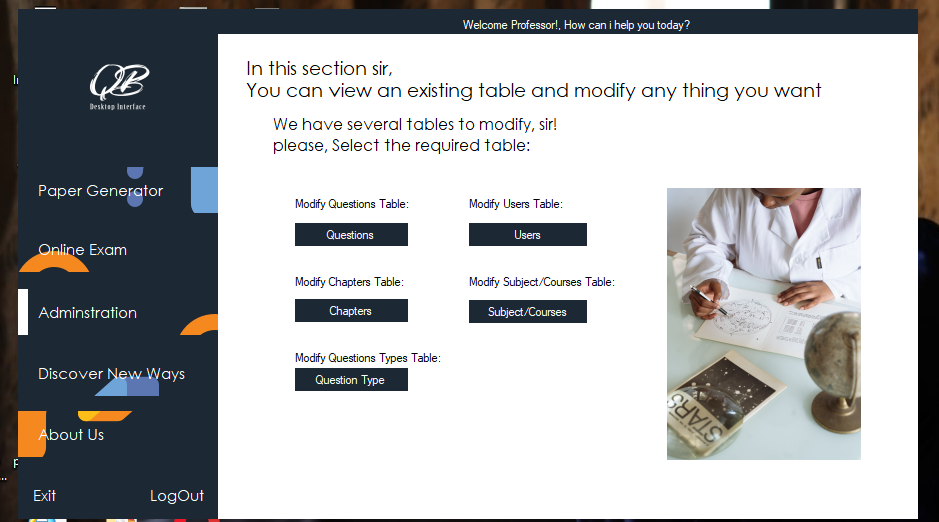 Welcome Professor!, How can i help you today?
QB
Desktop Interface
Paper Generator
Online Exam
Adminstration
Discover New Ways
About Us
Exit
LogOut
In this section sir,
You can view an existing table and modify any thing you want
We have several tables to modify, sir!
please, Select the required table:
Modify Questions Table:
Questions
Modify Users Table:
Users
Modify Chapters Table:
Chapters
Modify Subject/Courses Table:
Subject/Courses
Modify Questions Types Table:
Question Type
STARS